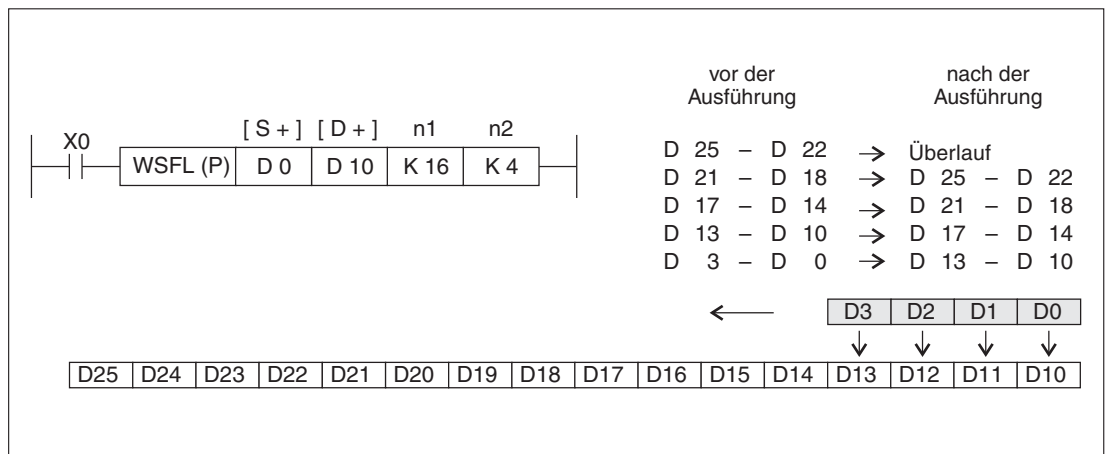 vor der nach der
Ausführung Ausführung
[ S + ] [ D + ] n1 n2
X0
WSFL (P) D 0 D 10 K 16 K 4
D 25 – D 22 → Überlauf
D 21 – D 18 → D 25 – D 22
D 17 – D 14 → D 21 – D 18
D 13 – D 10 → D 17 – D 14
D 3 – D 0 → D 13 – D 10
D3 D2 D1 D0
D25 D24 D23 D22 D21 D20 D19 D18 D17 D16 D15 D14 D13 D12 D11 D10